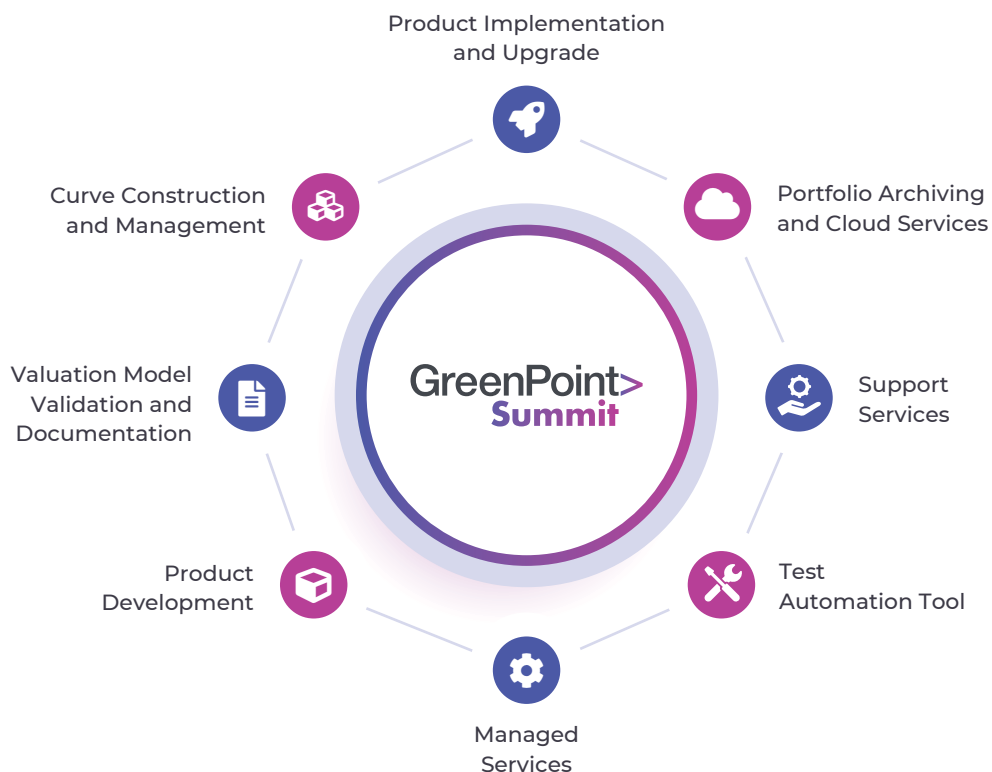 Product Implementation
and Upgrade
Portfolio Archiving
and Cloud Services
Support
Services
Test
Automation Tool
Managed
Services
Product
Development
Valuation Model
Validation and
Documentation
Curve Construction
and Management
GreenPoint>
Summit